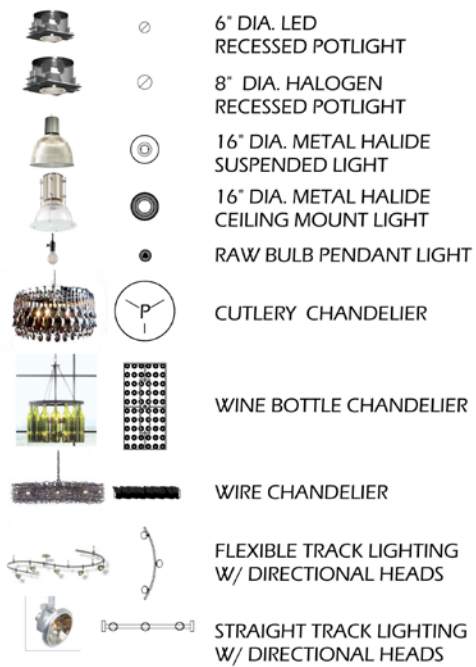 6" DIA. LED
RECESSED POTLIGHT
8" DIA. HALOGEN
RECESSED POTLIGHT
16" DIA. METAL HALIDE
SUSPENDED LIGHT
16" DIA. METAL HALIDE
CEILING MOUNT LIGHT
RAW BULB PENDANT LIGHT
P
CUTLERY CHANDELIER
WINE BOTTLE CHANDELIER
WIRE CHANDELIER
FLEXIBLE TRACK LIGHTING
W/ DIRECTIONAL HEADS
STRAIGHT TRACK LIGHTING
W/ DIRECTIONAL HEADS